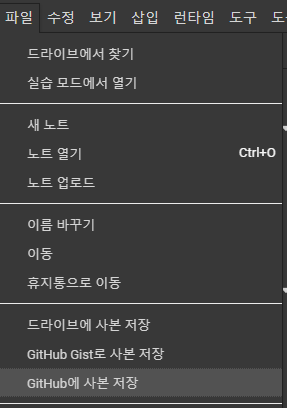 파일 수정 보기 삽입 런타임 도구
드라이브에서 찾기
실습 모드에서 열기
새 노트
노트 열기 Ctrl+O
노트 업로드
이름 바꾸기
이동
휴지통으로 이동
드라이브에 사본 저장
GitHub Gist로 사본 저장
GitHub에 사본 저장